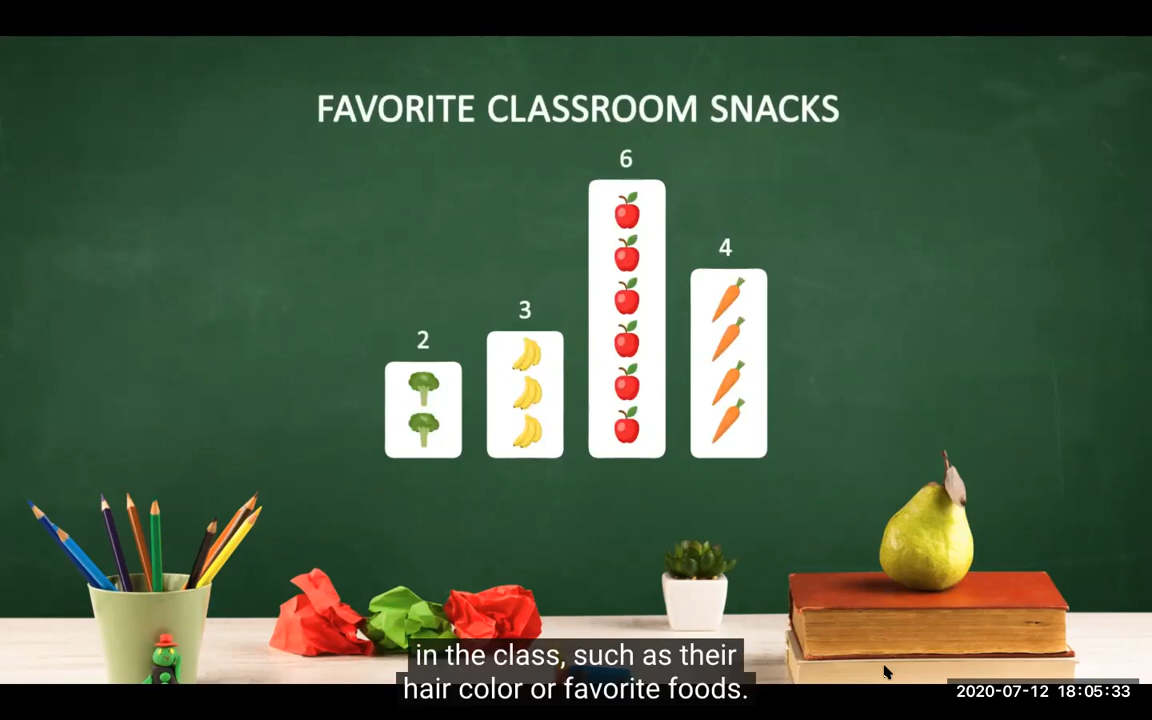 FAVORITE CLASSROOM SNACKS
6
4
3
2
in the class, such as their
hair color or favorite foods.
2020-07-12 18:05:33